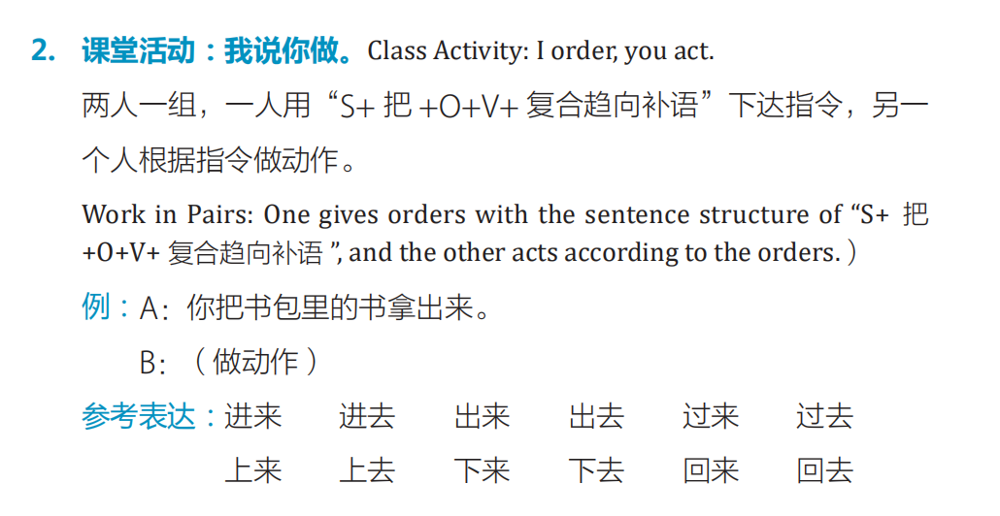 2. 课堂活动：我说你做。Class Activity: I order, you act.
两人一组，一人用“S+ 把 +O+V+ 复合趋向补语”下达指令，另一
个人根据指令做动作。
Work in Pairs: One gives orders with the sentence structure of “S+ 把
+O+V+ 复合趋向补语 ”, and the other acts according to the orders. ）
例：A：你把书包里的书拿出来。
B：（做动作）
参考表达：进来 进去 出来 出去 过来 过去
上来 上去 下来 下去 回来 回去